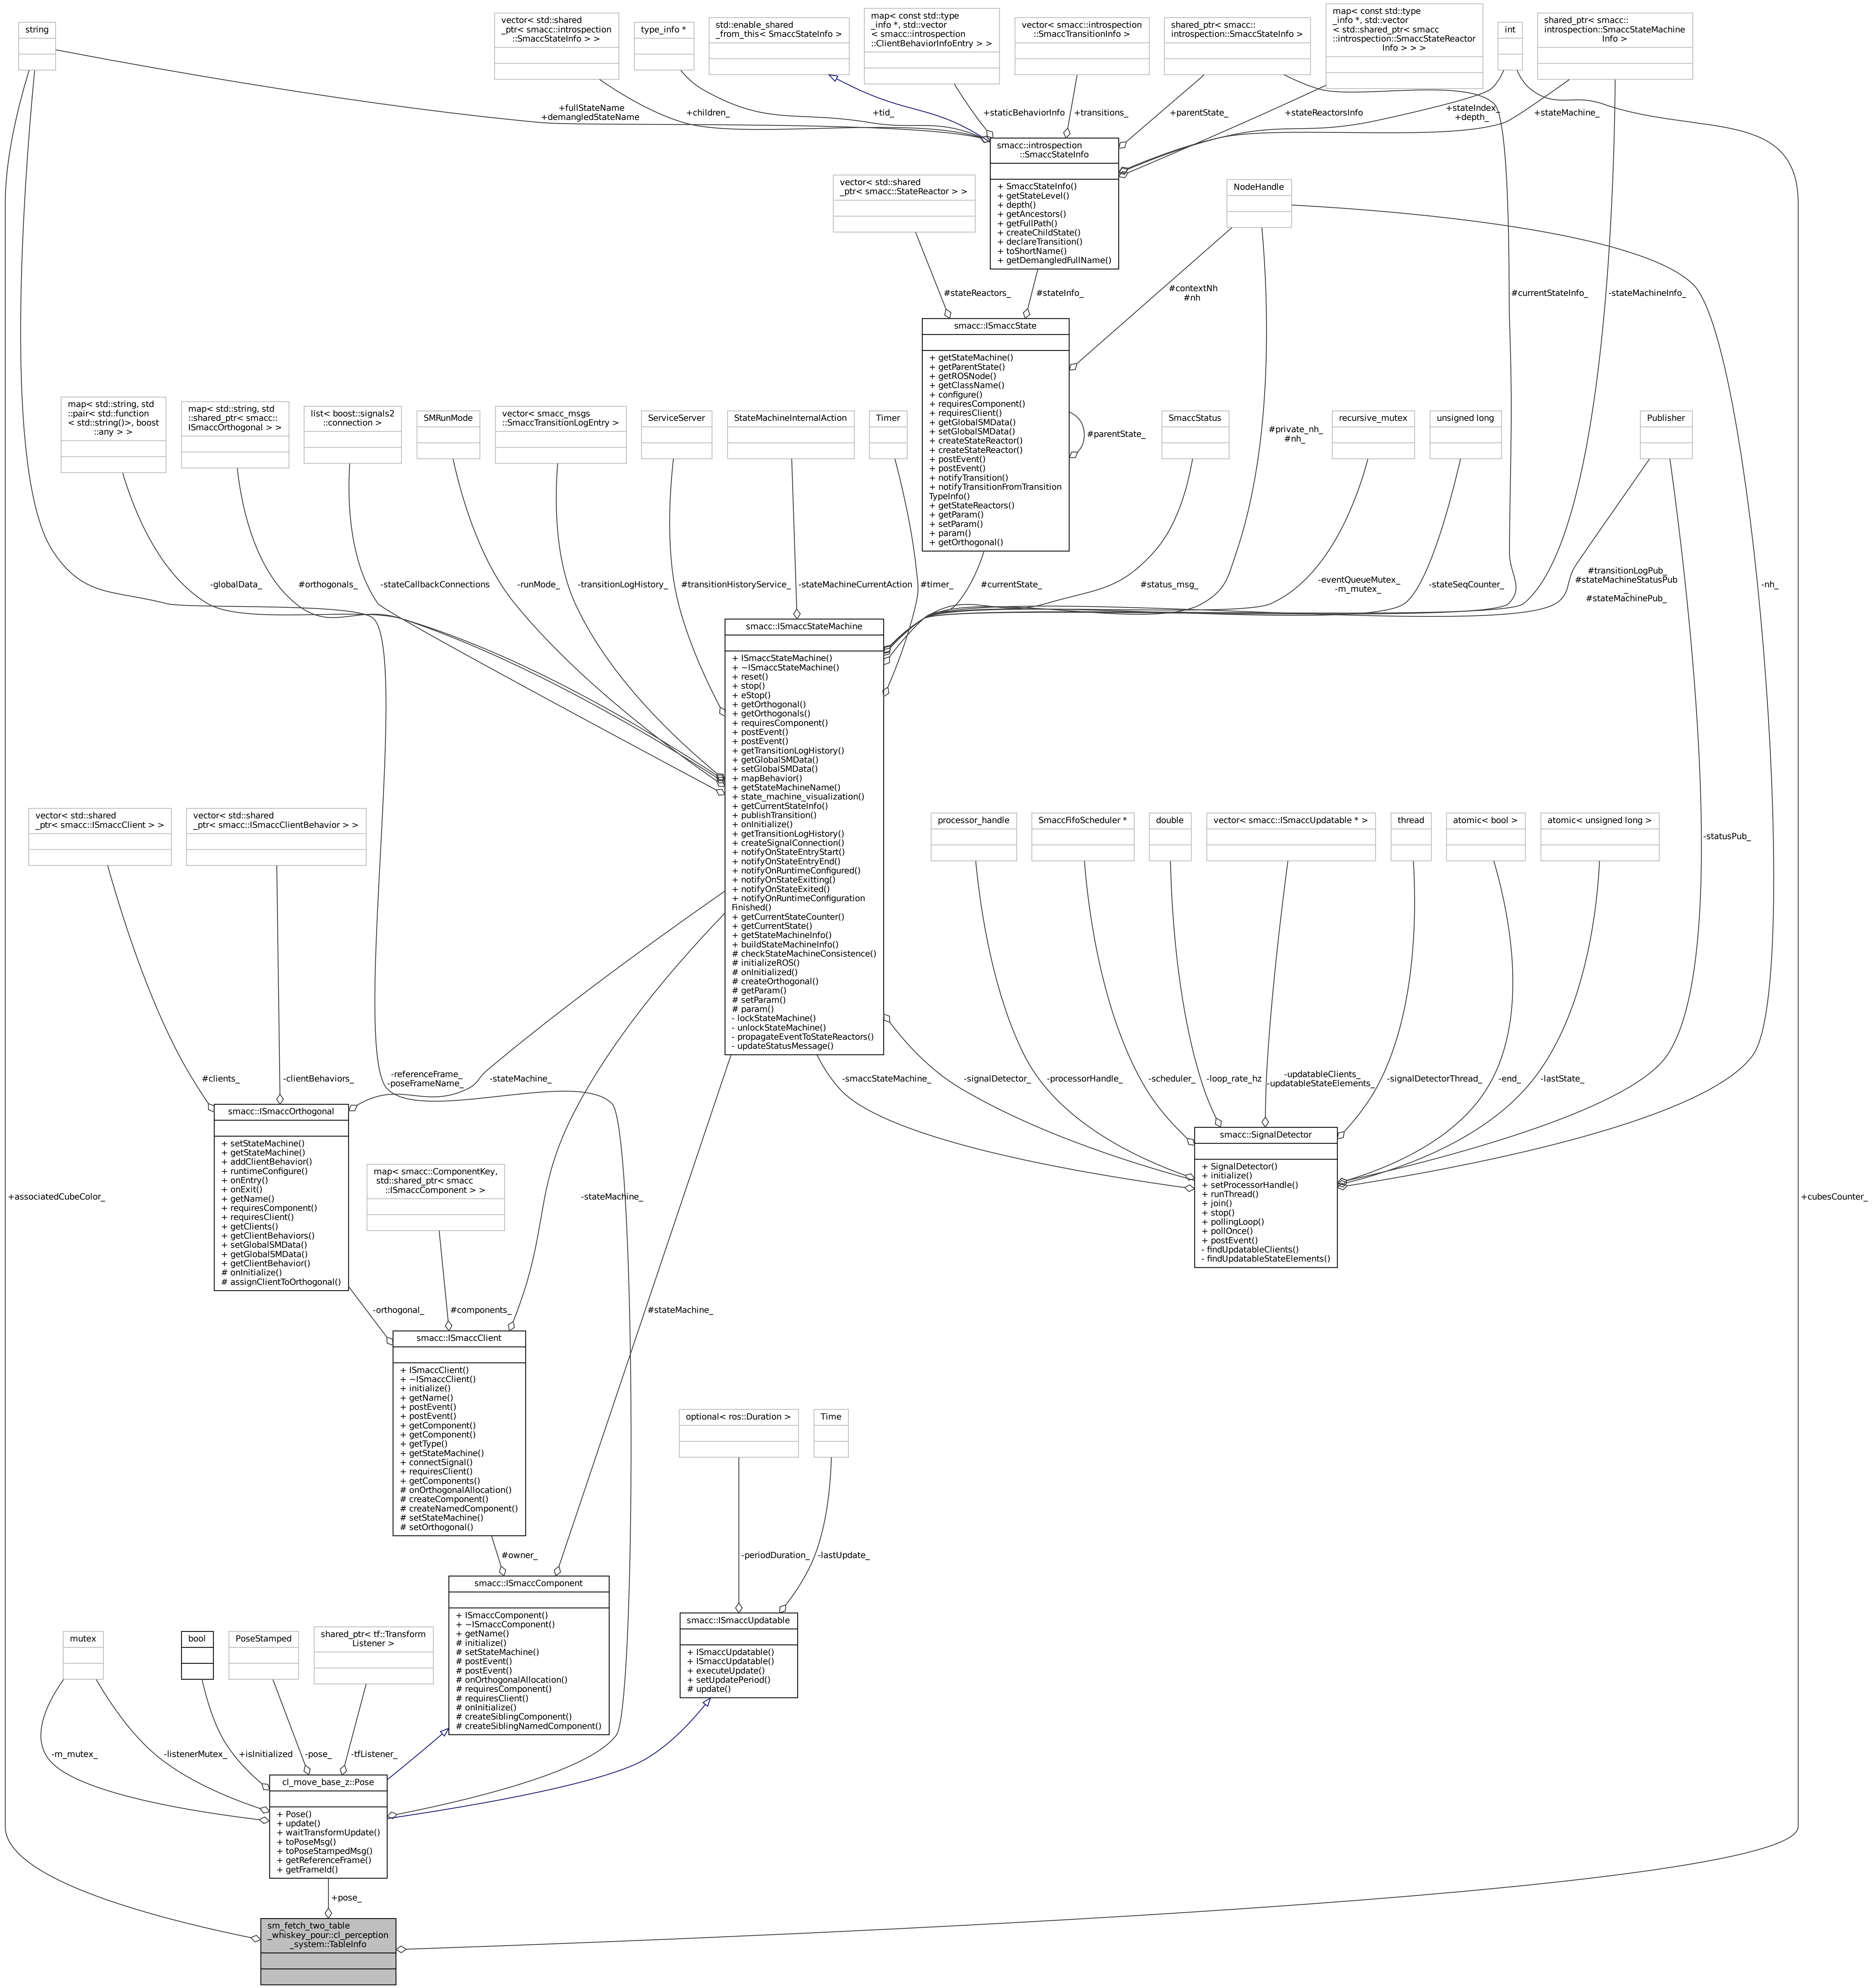 string
vector< std::shared
_ptr< smacc::introspection
::SmaccStateInfo > >
type_info *
std::enable_shared
_from_this< SmaccStateInfo >
map< const std::type
_info *, std::vector
< smacc::introspection
::ClientBehaviorInfoEntry > >
vector< smacc::introspection
::SmaccTransitionInfo >
shared_ptr< smacc::
introspection::SmaccStateInfo >
map< const std::type
_info *, std::vector
< std::shared_ptr< smacc
::introspection::SmaccStateReactor
Info > > >
int
shared_ptr< smacc::
introspection::SmaccStateMachine
Info >
+fullStateName
+demangledStateName
+children_
+tid_
+staticBehaviorInfo
+transitions_
+parentState_
+stateReactorsInfo
+stateIndex_
+depth_
+stateMachine_
smacc::introspection
::SmaccStateInfo
+ SmaccStateInfo()
+ getStateLevel()
+ depth()
+ getAncestors()
+ getFullPath()
+ createChildState()
+ declareTransition()
+ toShortName()
+ getDemangledFullName()
vector< std::shared
_ptr< smacc::StateReactor > >
NodeHandle
#stateReactors_
#stateInfo_
#contextNh
#nh
#currentStateInfo_
-stateMachineInfo_
smacc::ISmaccState
+ getStateMachine()
+ getParentState()
+ getROSNode()
+ getClassName()
+ configure()
+ requiresComponent()
+ requiresClient()
+ getGlobalSMData()
+ setGlobalSMData()
+ createStateReactor()
+ createStateReactor()
+ postEvent()
+ postEvent()
+ notifyTransition()
+ notifyTransitionFromTransition
TypeInfo()
+ getStateReactors()
+ getParam()
+ setParam()
+ param()
+ getOrthogonal()
#parentState_
map< std::string, std
::pair< std::function
< std::string()>, boost
::any > >
map< std::string, std
::shared_ptr< smacc::
ISmaccOrthogonal > >
list< boost::signals2
::connection >
SMRunMode
vector< smacc_msgs
::SmaccTransitionLogEntry >
ServiceServer
StateMachineInternalAction
Timer
SmaccStatus
#private_nh_
#nh_
recursive_mutex
unsigned long
Publisher
-globalData_
#orthogonals_
-stateCallbackConnections
-runMode_
-transitionLogHistory_
#transitionHistoryService_
-stateMachineCurrentAction
#timer_
#currentState_
#status_msg_
-eventQueueMutex_
-m_mutex_
-stateSeqCounter_
#transitionLogPub_
#stateMachineStatusPub
_
#stateMachinePub_
-nh_
smacc::ISmaccStateMachine
+ ISmaccStateMachine()
+ ~ISmaccStateMachine()
+ reset()
+ stop()
+ eStop()
+ getOrthogonal()
+ getOrthogonals()
+ requiresComponent()
+ postEvent()
+ postEvent()
+ getTransitionLogHistory()
+ getGlobalSMData()
+ setGlobalSMData()
+ mapBehavior()
+ getStateMachineName()
+ state_machine_visualization()
+ getCurrentStateInfo()
+ publishTransition()
+ onInitialize()
+ getTransitionLogHistory()
+ createSignalConnection()
+ notifyOnStateEntryStart()
+ notifyOnStateEntryEnd()
+ notifyOnRuntimeConfigured()
+ notifyOnStateExitting()
+ notifyOnStateExited()
+ notifyOnRuntimeConfiguration
Finished()
+ getCurrentStateCounter()
+ getCurrentState()
+ getStateMachineInfo()
+ buildStateMachineInfo()
# checkStateMachineConsistence()
# initializeROS()
# onInitialized()
# createOrthogonal()
# getParam()
# setParam()
# param()
- lockStateMachine()
- unlockStateMachine()
- propagateEventToStateReactors()
- updateStatusMessage()
vector< std::shared
_ptr< smacc::ISmaccClient > >
vector< std::shared
_ptr< smacc::ISmaccClientBehavior > >
processor_handle
SmaccFifoScheduler *
double
vector< smacc::ISmaccUpdatable * >
thread
atomic< bool >
atomic< unsigned long >
-statusPub_
#clients_
-clientBehaviors_
-referenceFrame_
-poseFrameName_
-stateMachine_
-smaccStateMachine_
-signalDetector_
-processorHandle_
-scheduler_
-loop_rate_hz
-updatableClients_
-updatableStateElements_
-signalDetectorThread_
-end_
-lastState_
smacc::ISmaccOrthogonal
+ setStateMachine()
+ getStateMachine()
+ addClientBehavior()
+ runtimeConfigure()
+ onEntry()
+ onExit()
+ getName()
+ requiresComponent()
+ requiresClient()
+ getClients()
+ getClientBehaviors()
+ setGlobalSMData()
+ getGlobalSMData()
+ getClientBehavior()
# onInitialize()
# assignClientToOrthogonal()
smacc::SignalDetector
+ SignalDetector()
+ initialize()
+ setProcessorHandle()
+ runThread()
+ join()
+ stop()
+ pollingLoop()
+ pollOnce()
+ postEvent()
- findUpdatableClients()
- findUpdatableStateElements()
map< smacc::ComponentKey,
std::shared_ptr< smacc
::ISmaccComponent > >
+associatedCubeColor_
-stateMachine_
+cubesCounter_
-orthogonal_
#components_
#stateMachine_
smacc::ISmaccClient
+ ISmaccClient()
+ ~ISmaccClient()
+ initialize()
+ getName()
+ postEvent()
+ postEvent()
+ getComponent()
+ getComponent()
+ getType()
+ getStateMachine()
+ connectSignal()
+ requiresClient()
+ getComponents()
# onOrthogonalAllocation()
# createComponent()
# createNamedComponent()
# setStateMachine()
# setOrthogonal()
optional< ros::Duration >
Time
#owner_
-periodDuration_
-lastUpdate_
smacc::ISmaccComponent
+ ISmaccComponent()
+ ~ISmaccComponent()
+ getName()
# initialize()
# setStateMachine()
# postEvent()
# postEvent()
# onOrthogonalAllocation()
# requiresComponent()
# requiresClient()
# onInitialize()
# createSiblingComponent()
# createSiblingNamedComponent()
smacc::ISmaccUpdatable
+ ISmaccUpdatable()
+ ISmaccUpdatable()
+ executeUpdate()
+ setUpdatePeriod()
# update()
mutex
bool
PoseStamped
shared_ptr< tf::Transform
Listener >
-m_mutex_
-listenerMutex_
+isInitialized
-pose_
-tfListener_
cl_move_base_z::Pose
+ Pose()
+ update()
+ waitTransformUpdate()
+ toPoseMsg()
+ toPoseStampedMsg()
+ getReferenceFrame()
+ getFrameId()
+pose_
sm_fetch_two_table
_whiskey_pour::cl_perception
_system::TableInfo